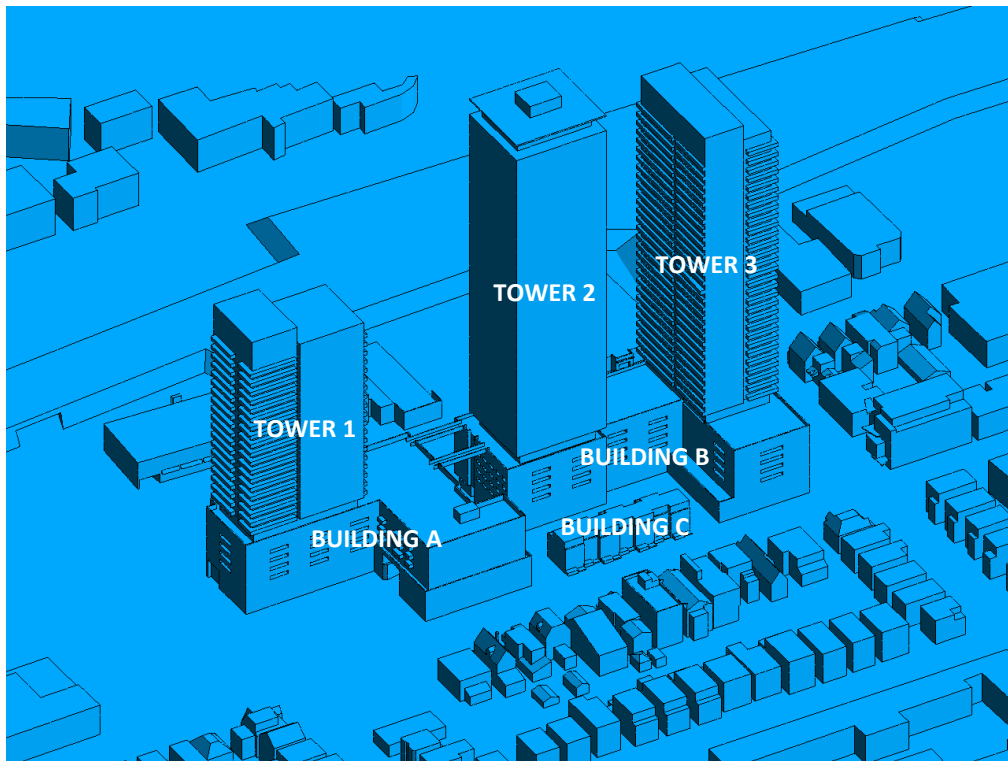 TOWER 3
TOWER 2
TOWER 1
BUILDING B
BUILDING A
BUILDING C